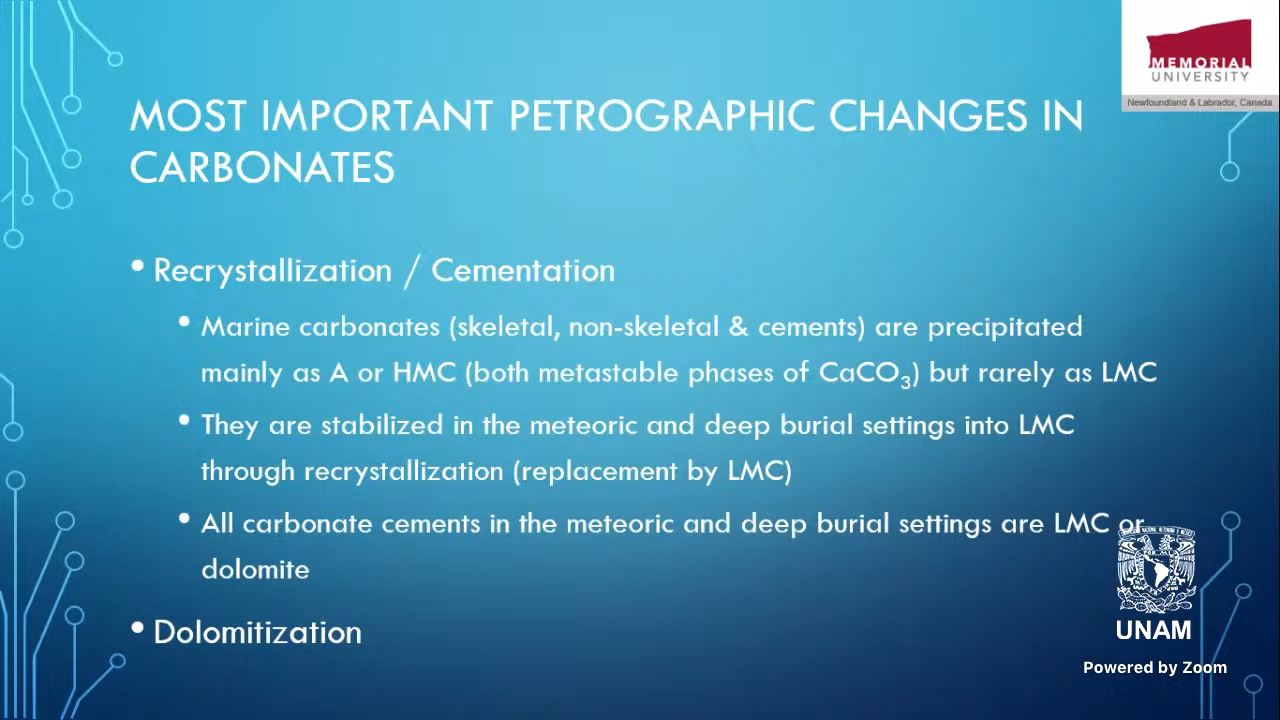 MEMORIAL
UNIVERSITY
Newfoundland & Labrador, Canada
MOST IMPORTANT PETROGRAPHIC CHANGES IN
CARBONATES
• Recrystallization / Cementation
• Marine carbonates (skeletal, non-skeletal & cements) are precipitated
mainly as A or HMC (both metastable phases of CaCO₃) but rarely as LMC
• They are stabilized in the meteoric and deep burial settings into LMC
through recrystallization (replacement by LMC)
• All carbonate cements in the meteoric and deep burial settings are LMC or
dolomite
• Dolomitization
UNAM
Powered by Zoom